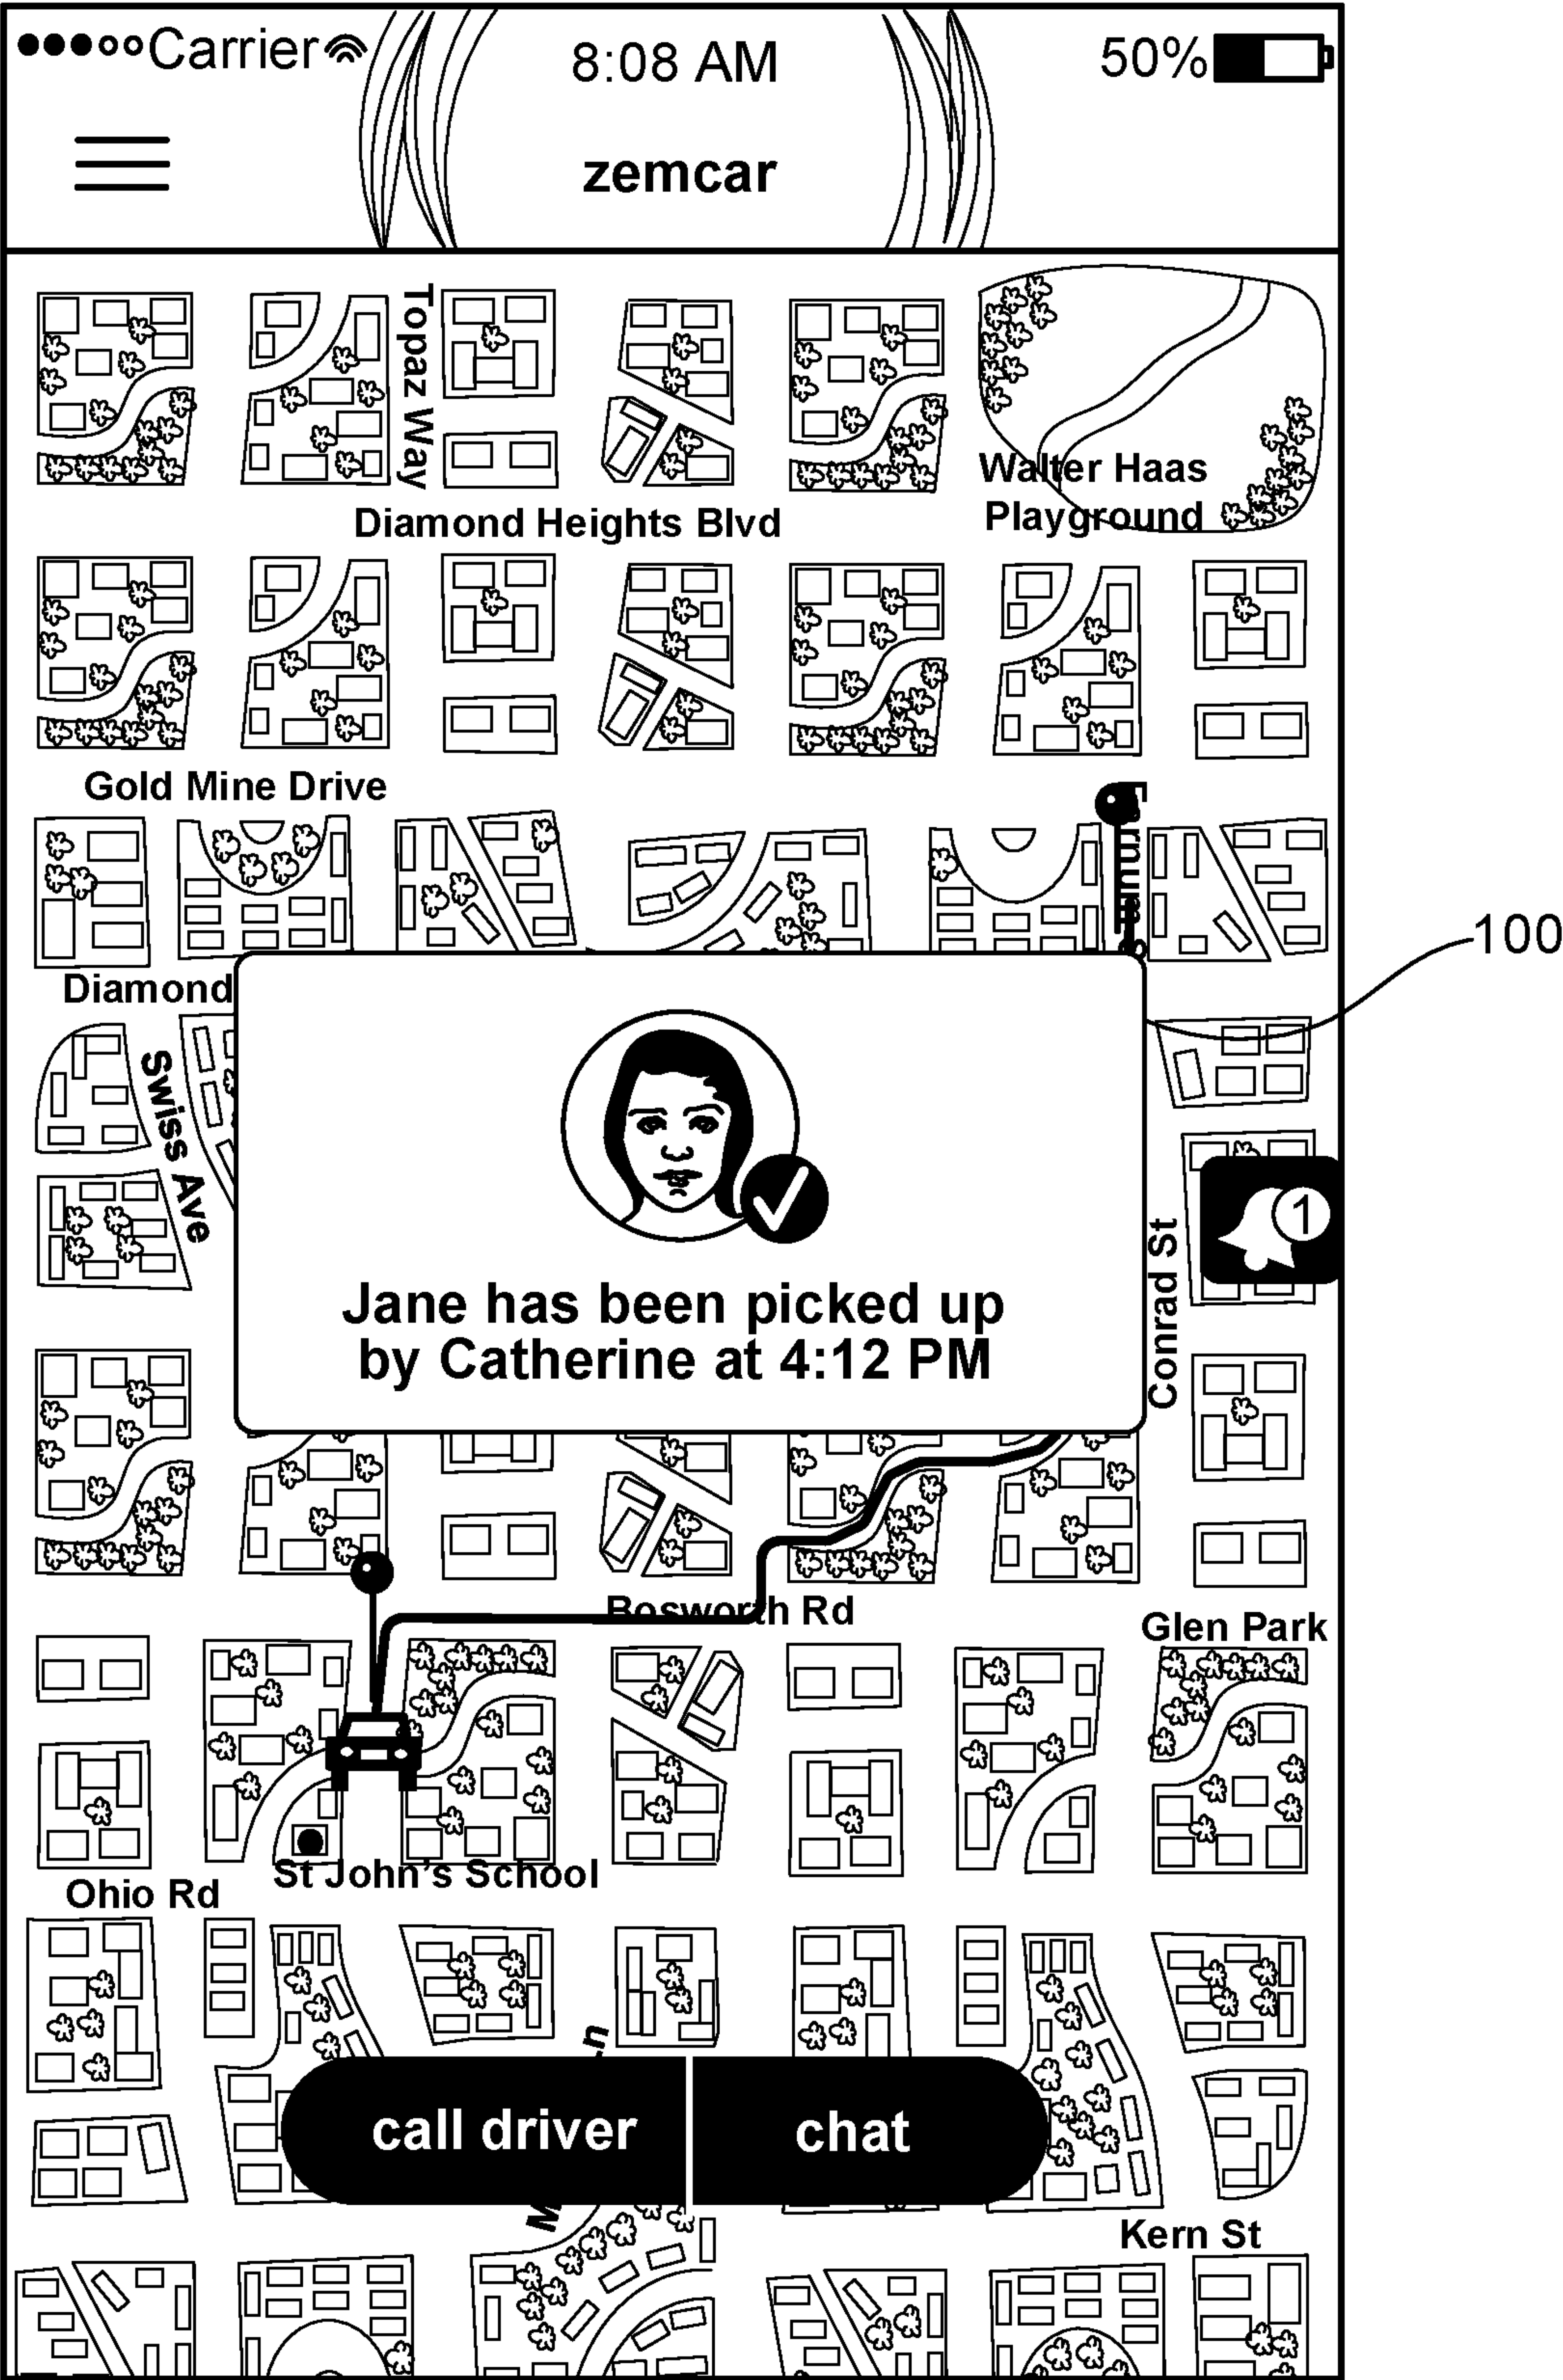 Carrier
8:08 AM
50%
zemcar
Topaz Way
Walter Haas
Playground
Diamond Heights Blvd
Gold Mine Drive
100
Diamond
Swiss Ave
1
Jane has been picked up
by Catherine at 4:12 PM
Conrad St
Bosworth Rd
Glen Park
St John's School
Ohio Rd
call driver
chat
Kern St